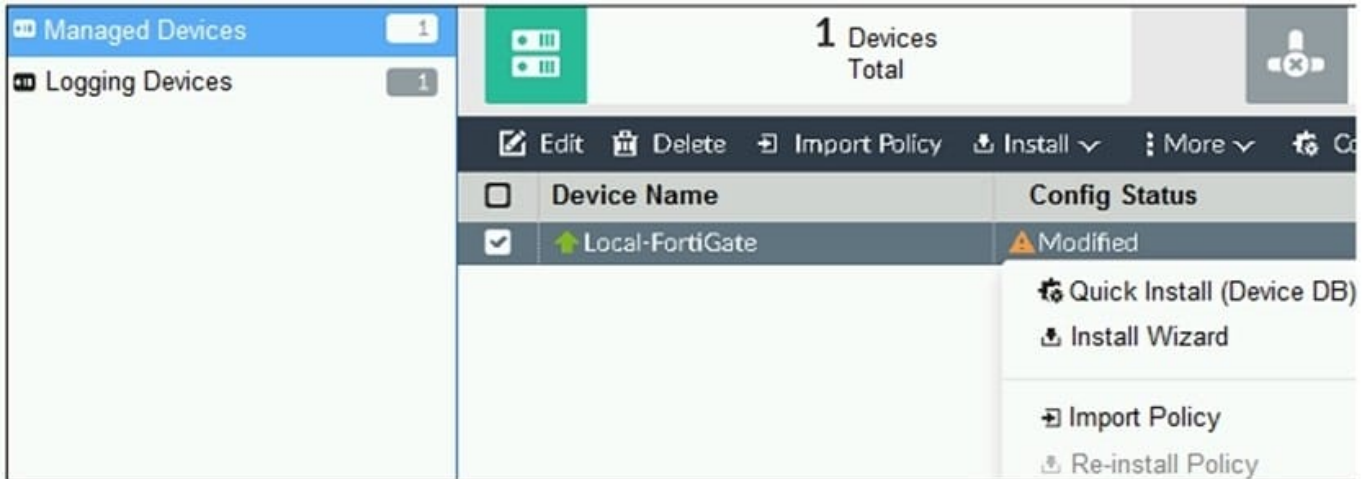 Managed Devices 1
Logging Devices 1
1 Devices
Total
Edit Delete Import Policy Install More
Device Name Config Status
Local-FortiGate Modified
Quick Install (Device DB)
Install Wizard
Import Policy
Re-install Policy